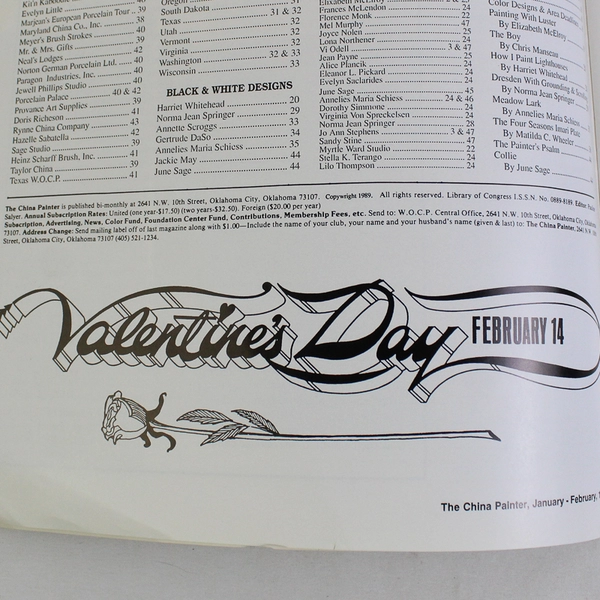 Evelyn Little 39
Marjean's European Porcelain Tour .. 39
Maryland China Co., Inc. 38
Meyer's Brush Strokes 40
Mr. & Mrs. Gifts 39
Neal's Lodges 42
Norten German Porcelain Ltd. 40
Paragon Industries, Inc. 40
Jewell Phillips Studio 40
Porcelain Palace 40 & 42
Provance Art Supplies 39
Doris Richeson 41
Rynne China Company 43
Hazelle Sabatella 42
Sage Studio 39
Heinz Scharff Brush, Inc. 41
Taylor China 39
Texas W.O.C.P. 41
Oregon 31
South Dakota 31 & 32
Texas 32
Utah 32
Vermont 32
Virginia 32
Washington 32 & 33
Wisconsin 33
BLACK & WHITE DESIGNS
Harriet Whitehead 20
Norma Jean Springer 29
Annette Scroggs 33
Gertrude DaSo 34
Annelies Maria Schiess 35
Jackie May 44
June Sage 44
Frances McLendon 24
Florence Monk 22
Mel Murphy 47
Joyce Nolen 25
Lona Northener 24
Vi Odell 3 & 47
Jean Payne 25
Alice Plancik 24
Eleanor L. Pickard 24
Evelyn Saclarides 24
June Sage 45
Annelies Maria Schiess 24 & 46
Dorothy Simmone 24
Virginia Von Spreckelsen 24
Norma Jean Springer 28
Jo Ann Stephens 3 & 47
Sandy Stine 47
Myrtle Ward Studio 22
Stella K. Terango 24
Lilo Thompson 24
Color Designs & Area
Painting With Luster
By Elizabeth McElroy
The Boy
By Chris Manseau
How I Paint Lighthouses
By Harriet Whitehead
Dresden With Grounding &
By Norma Jean Springer
Meadow Lark
By Annelies Maria Schiess
The Four Seasons Imari Plate
By Matilda C. Wheeler
The Painter's Psalm
Collie
By June Sage
The China Painter is published bi-monthly at 2641 N.W. 10th Street, Oklahoma City, Oklahoma 73107. Copyright 1989. All rights reserved. Library of Congress I.S.S.N. No. 0889-8189. Editor:
Salyer. Annual Subscription Rates: United (one year-$17.50) (two years-$32.50). Foreign ($20.00 per year)
Subscription, Advertising, News, Color Fund, Foundation Center Fund, Contributions, Membership Fees, etc. Send to: W.O.C.P. Central Office, 2641 N.W. 10th Street, Oklahoma City, Oklahoma
73107. Address Change: Send mailing label off of last magazine along with $1.00—Include the name of your club, your name and your husband's name (given & last) to: The China Painter, 2641 N.W.
Street, Oklahoma City, Oklahoma 73107 (405) 521-1234.
Valentine's Day FEBRUARY 14
The China Painter, January - February,